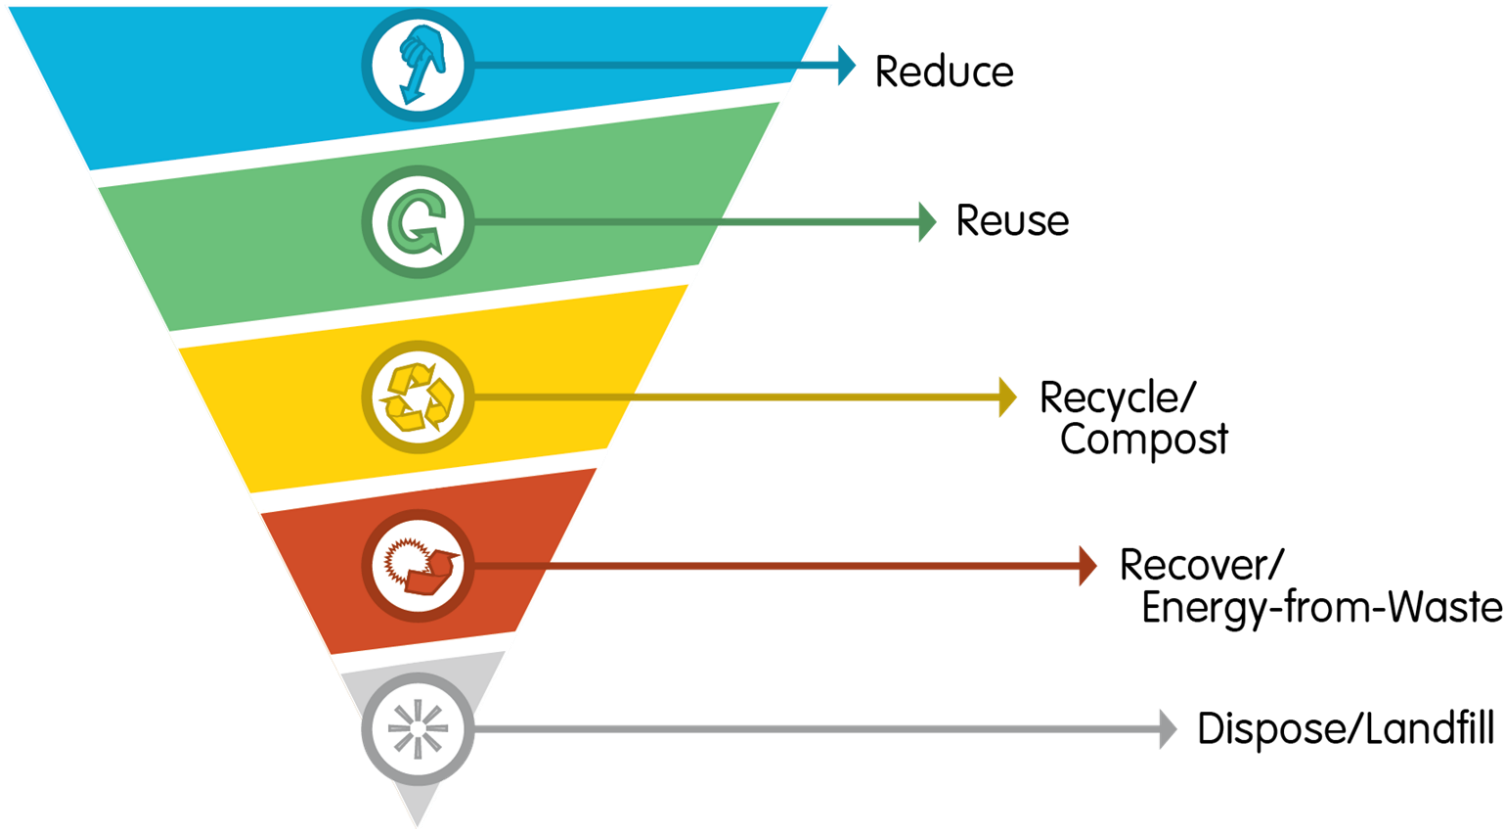 Reduce
Reuse
Recycle/
Compost
Recover/
Energy-from-Waste
Dispose/Landfill